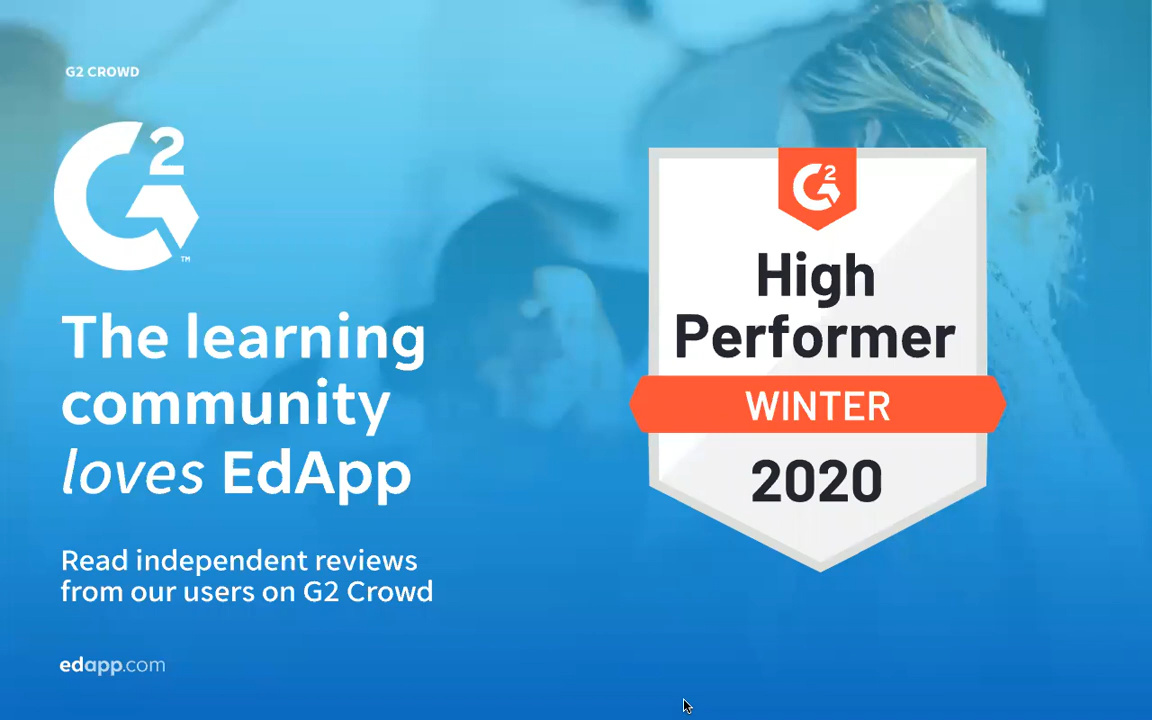 G2 CROWD
G2
TM
The learning
community
loves EdApp
Read independent reviews
from our users on G2 Crowd
edapp.com
G2
High
Performer
WINTER
2020